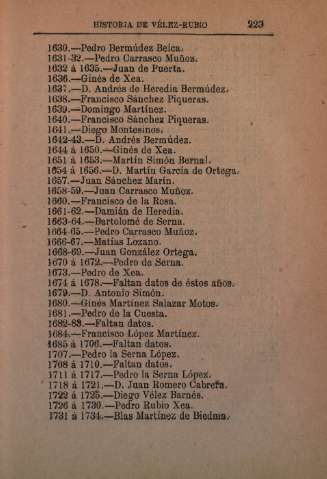 HISTORIA DE VÉLEZ-RUBIO 223
1630.—Pedro Bermúdez Belca.
1631-32.—Pedro Carrasco Muñoz.
1632 á 1635.—Juan de Puerta.
1636.—Ginés de Xea.
1637.—D. Andrés de Heredia Bermúdez.
1638.—Francisco Sánchez Piqueras.
1639.—Domingo Martínez.
1640.—Francisco Sánchez Piqueras.
1641.—Diego Montesinos.
1642-43.—D. Andrés Bermúdez.
1644 á 1650.—Ginés de Xea.
1651 á 1653.—Martín Simón Bernal.
1654 á 1656.—D. Martín García de Ortega.
1657.—Juan Sánchez Marín.
1658-59.—Juan Carrasco Muñoz.
1660.—Francisco de la Rosa.
1661-62.—Damián de Heredia.
1663-64.—Bartolomé de Serna.
1664-65.—Pedro Carrasco Muñoz.
1666-67.—Matías Lozano.
1668-69.—Juan González Ortega.
1670 á 1672.—Pedro de Serna.
1673.—Pedro de Xea.
1674 á 1678.—Faltan datos de éstos años.
1679.—D. Antonio Simón.
1680.—Ginés Martínez Salazar Motos.
1681.—Pedro de la Cuesta.
1682-83.—Faltan datos.
1684.—Francisco López Martínez.
1685 á 1706.—Faltan datos.
1707.—Pedro la Serna López.
1708 á 1710.—Faltan datos.
1711 á 1717.—Pedro la Serna López.
1718 á 1721.—D. Juan Romero Cabrera.
1722 á 1725.—Diego Vélez Barnés.
1726 á 1730.—Pedro Rubio Xea.
1731 á 1734.—Blas Martínez de Biedma.